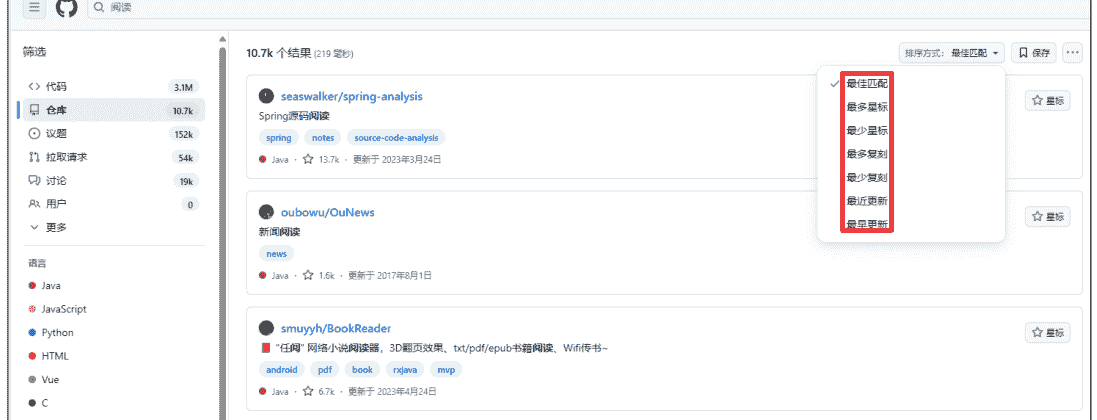 阅读
筛选
代码 3.1M
仓库 10.7k
议题 152k
拉取请求 54k
讨论 19k
用户 0
更多
语言
Java
JavaScript
Python
HTML
Vue
C
10.7k 个结果 (219 毫秒)
排序方式: 最佳匹配
保存
最佳匹配
最多星标
最少星标
最多复刻
最少复刻
最近更新
最早更新
seaswalker/spring-analysis
星标
Spring源码阅读
spring notes source-code-analysis
Java · 13.7k · 更新于 2023年3月24日
oubowu/OuNews
星标
新闻阅读
news
Java · 1.6k · 更新于 2017年8月1日
smuyyh/BookReader
星标
"任阅" 网络小说阅读器，3D翻页效果、txt/pdf/epub书籍阅读、Wifi传书~
android pdf book rxjava mvp
Java · 6.7k · 更新于 2023年4月24日